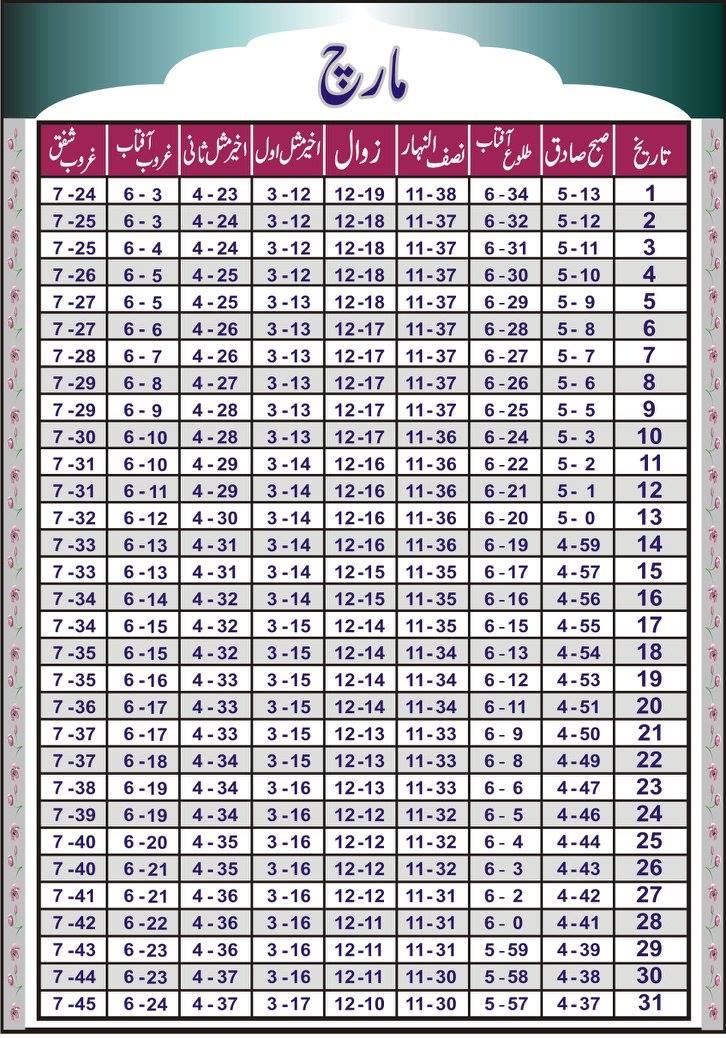 مارچ
تاریخ صبح صادق طلوع آفتاب نصف النہار زوال اخیر مثل اول اخیر مثل ثانی غروب آفتاب غروب شفق
1 5-13 6-34 11-38 12-19 3-12 4-23 6-3 7-24
2 5-12 6-32 11-37 12-18 3-12 4-24 6-3 7-25
3 5-11 6-31 11-37 12-18 3-12 4-24 6-4 7-25
4 5-10 6-30 11-37 12-18 3-12 4-25 6-5 7-26
5 5-9 6-29 11-37 12-18 3-13 4-25 6-5 7-27
6 5-8 6-28 11-37 12-17 3-13 4-26 6-6 7-27
7 5-7 6-27 11-37 12-17 3-13 4-26 6-7 7-28
8 5-6 6-26 11-37 12-17 3-13 4-27 6-8 7-29
9 5-5 6-25 11-37 12-17 3-13 4-28 6-9 7-29
10 5-3 6-24 11-36 12-17 3-13 4-28 6-10 7-30
11 5-2 6-22 11-36 12-16 3-14 4-29 6-10 7-31
12 5-1 6-21 11-36 12-16 3-14 4-29 6-11 7-31
13 5-0 6-20 11-36 12-16 3-14 4-30 6-12 7-32
14 4-59 6-19 11-36 12-16 3-14 4-31 6-13 7-33
15 4-57 6-17 11-35 12-15 3-14 4-31 6-13 7-33
16 4-56 6-16 11-35 12-15 3-14 4-32 6-14 7-34
17 4-55 6-15 11-35 12-14 3-15 4-32 6-15 7-34
18 4-54 6-13 11-34 12-14 3-15 4-32 6-15 7-35
19 4-53 6-12 11-34 12-14 3-15 4-33 6-16 7-35
20 4-51 6-11 11-34 12-14 3-15 4-33 6-17 7-36
21 4-50 6-9 11-33 12-13 3-15 4-33 6-17 7-37
22 4-49 6-8 11-33 12-13 3-15 4-34 6-18 7-37
23 4-47 6-6 11-33 12-13 3-16 4-34 6-19 7-38
24 4-46 6-5 11-32 12-12 3-16 4-34 6-19 7-39
25 4-44 6-4 11-32 12-12 3-16 4-35 6-20 7-40
26 4-43 6-3 11-32 12-12 3-16 4-35 6-21 7-40
27 4-42 6-2 11-31 12-12 3-16 4-36 6-21 7-41
28 4-41 6-0 11-31 12-11 3-16 4-36 6-22 7-42
29 4-39 5-59 11-31 12-11 3-16 4-36 6-23 7-43
30 4-38 5-58 11-30 12-11 3-16 4-37 6-23 7-44
31 4-37 5-57 11-30 12-10 3-17 4-37 6-24 7-45